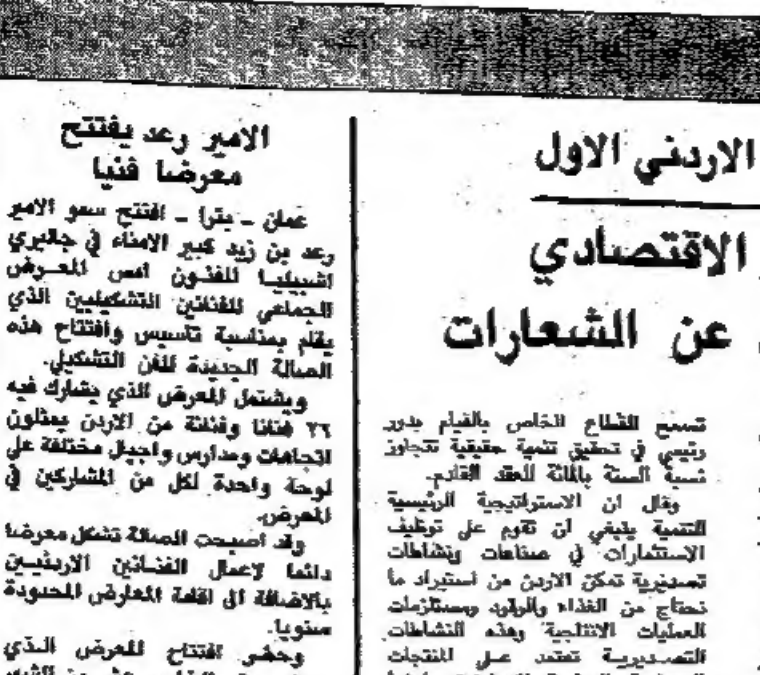 الاردني الاول
الاقتصادي
عن الشعارات
تسمح القطاع الخاص بالقيام بدور
رئيسي في تحقيق تنمية حقيقية تتجاوز
نسبة الستة بالمائة للعقد القادم.
وقال ان الاستراتيجية الرئيسية
للتنمية ينبغي ان تقوم على توظيف
الاستثمارات في صناعات ونشاطات
تصديرية تمكن الاردن من استيراد ما
تحتاج من الغذاء والوقود ومستلزمات
العمليات الانتاجية وهذه النشاطات
التصديرية تعتمد على المنتجات
الامير رعد يفتتح
معرضا فنيا
عمان - بترا - افتتح سمو الامير
رعد بن زيد كبير الامناء في جاليري
اشبيليا للفنون امس المعرض
الجماعي للفنانين التشكيليين الذي
يقام بمناسبة تاسيس وافتتاح هذه
الصالة الجديدة للفن التشكيلي.
ويشتمل المعرض الذي يشارك فيه
٢٦ فنانا وفنانة من الاردن يمثلون
اتجاهات ومدارس واجيال مختلفة على
لوحة واحدة لكل من المشاركين في
المعرض.
وقد اصبحت الصالة تشكل معرضا
دائما لاعمال الفنانين الاردنيين
بالاضافة الى اقامة المعارض المحدودة
سنويا.
وحضر افتتاح المعرض الذي